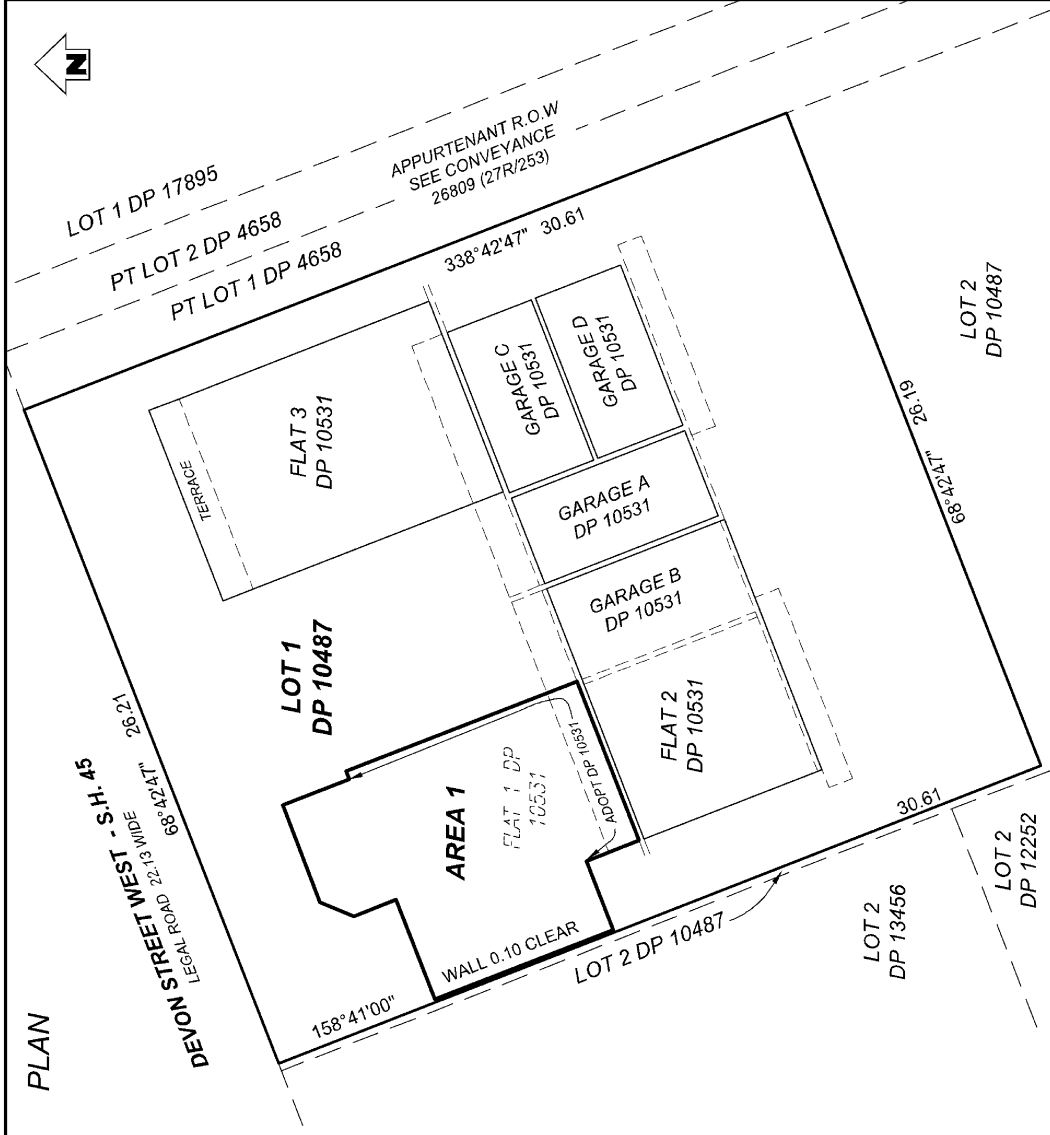 PLAN
N
LOT 1 DP 17895
PT LOT 2 DP 4658
PT LOT 1 DP 4658
APPURTENANT R.O.W
SEE CONVEYANCE
26809 (27R/253)
338°42'47" 30.61
DEVON STREET WEST - S.H. 45
LEGAL ROAD 22.13 WIDE
68°42'47" 26.21
TERRACE
FLAT 3
DP 10531
LOT 1
DP 10487
GARAGE C
DP 10531
GARAGE D
DP 10531
GARAGE A
DP 10531
GARAGE B
DP 10531
FLAT 2
DP 10531
AREA 1
FLAT 1 DP
10531
ADOPT DP 10531
WALL 0.10 CLEAR
158°41'00"
30.61
LOT 2 DP 10487
68°42'47" 26.19
LOT 2
DP 10487
LOT 2
DP 13456
LOT 2
DP 12252